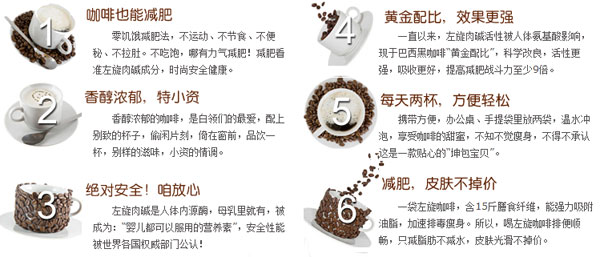 1
咖啡也能减肥
零饥饿减肥法，不运动、不节食、不便
秘、不拉肚。不吃饱，哪有力气减肥！减肥看
准左旋肉碱成分，时尚安全健康。
2
香醇浓郁，特小资
香醇浓郁的咖啡，是白领们的最爱，配上
别致的杯子，偷闲片刻，倚在窗前，品饮一
杯，别样的滋味，小资的情调。
3
绝对安全！咱放心
左旋肉碱是人体内源酶，母乳里就有，被
成为："婴儿都可以服用的营养素"，安全性能
被世界各国权威部门公认！
4
黄金配比，效果更强
一直以来，左旋肉碱活性被人体氨基酸影响，
现于巴西黑咖啡"黄金配比"，科学改良，活性更
强，吸收更好，提高减肥战斗力至少9倍。
5
每天两杯，方便轻松
携带方便，办公桌、手提袋里放两袋，温水冲
泡，享受咖啡的甜蜜，不知不觉瘦身，不得不承认
这是一款贴心的"坤包宝贝"。
6
减肥，皮肤不掉价
一袋左旋咖啡，含15斤膳食纤维，能强力吸附
油脂，加速排毒瘦身。所以，喝左旋咖啡排便顺
畅，只减脂肪不减水，皮肤光滑不掉价。